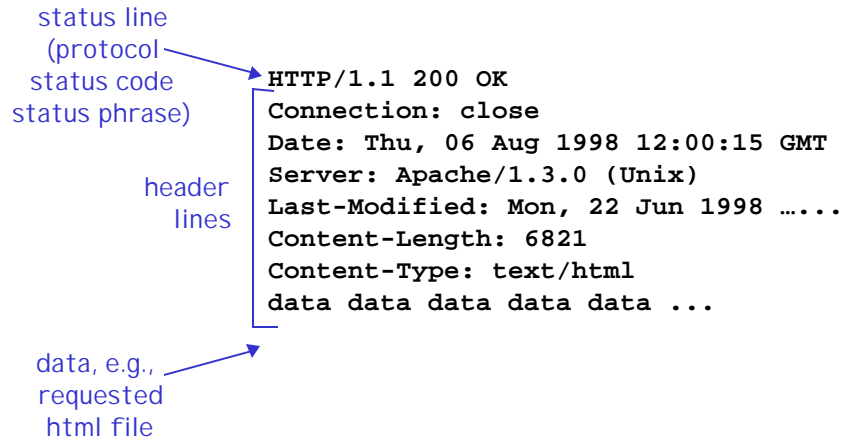 status line
(protocol
status code
status phrase)
HTTP/1.1 200 OK
Connection: close
Date: Thu, 06 Aug 1998 12:00:15 GMT
Server: Apache/1.3.0 (Unix)
Last-Modified: Mon, 22 Jun 1998 …...
Content-Length: 6821
Content-Type: text/html
data data data data data ...
header
lines
data, e.g.,
requested
html file